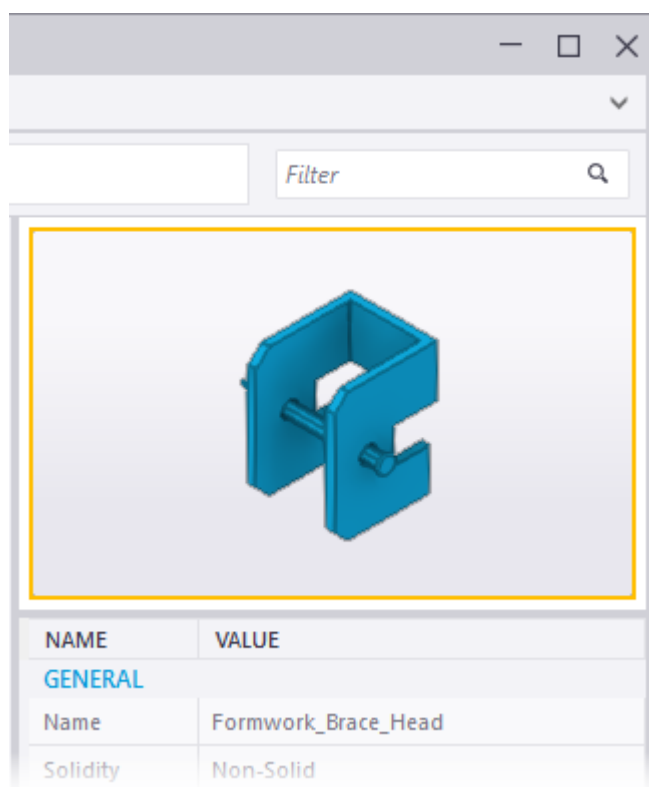 Filter
NAME VALUE
GENERAL
Name Formwork_Brace_Head
Solidity Non-Solid